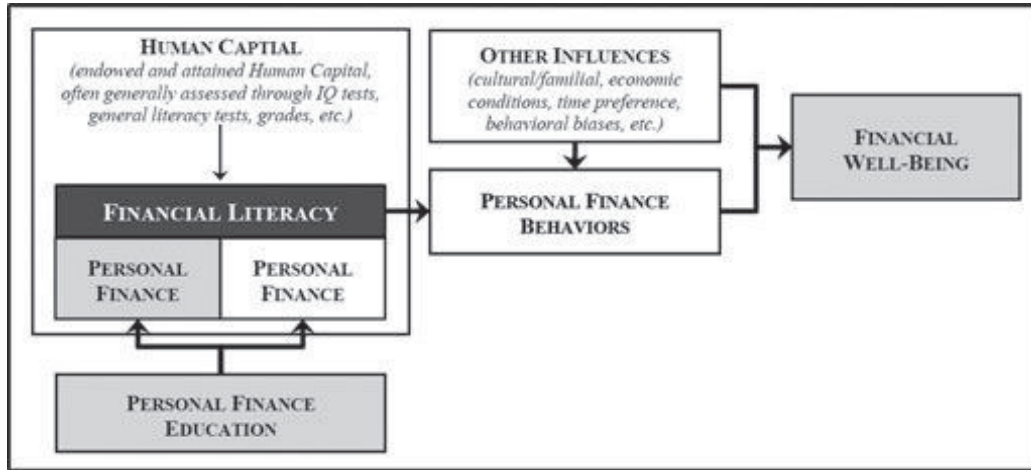 HUMAN CAPTIAL
(endowed and attained Human Capital,
often generally assessed through IQ tests,
general literacy tests, grades, etc.)
FINANCIAL LITERACY
PERSONAL
FINANCE
PERSONAL
FINANCE
PERSONAL FINANCE
EDUCATION
OTHER INFLUENCES
(cultural/familial, economic
conditions, time preference,
behavioral biases, etc.)
PERSONAL FINANCE
BEHAVIORS
FINANCIAL
WELL-BEING